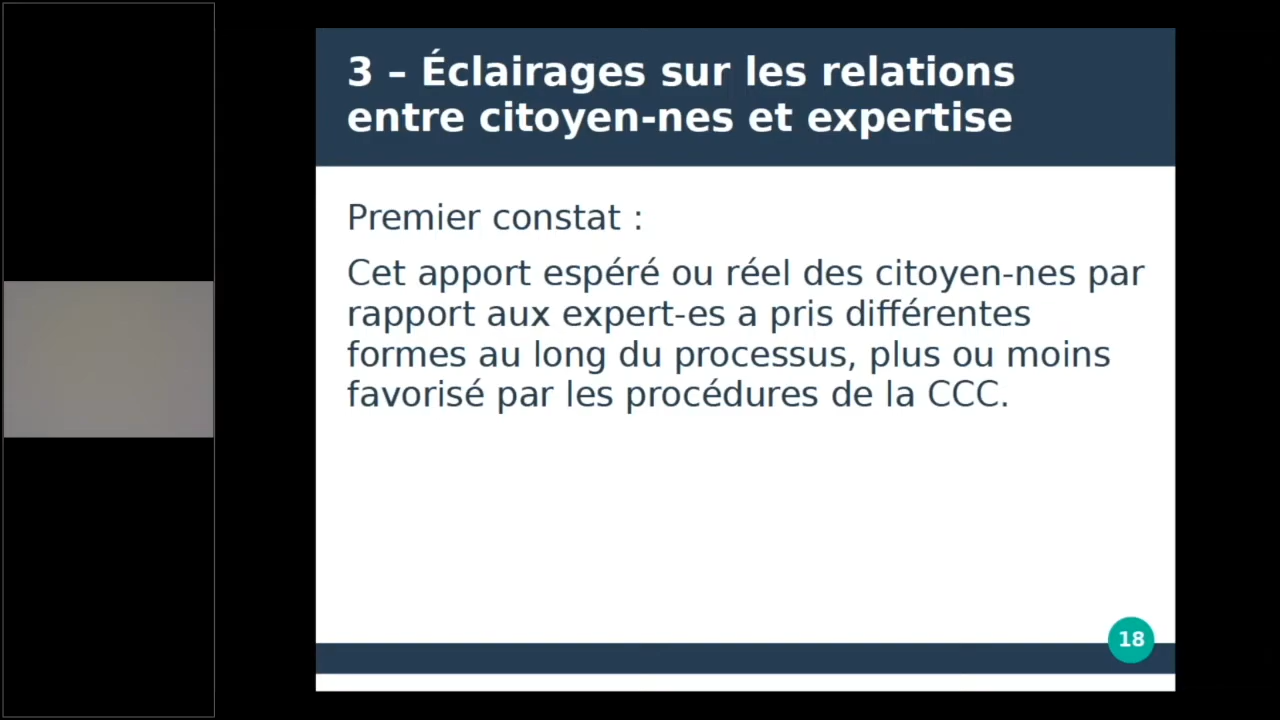 3 – Éclairages sur les relations
entre citoyen-nes et expertise
Premier constat :
Cet apport espéré ou réel des citoyen-nes par
rapport aux expert-es a pris différentes
formes au long du processus, plus ou moins
favorisé par les procédures de la CCC.
18